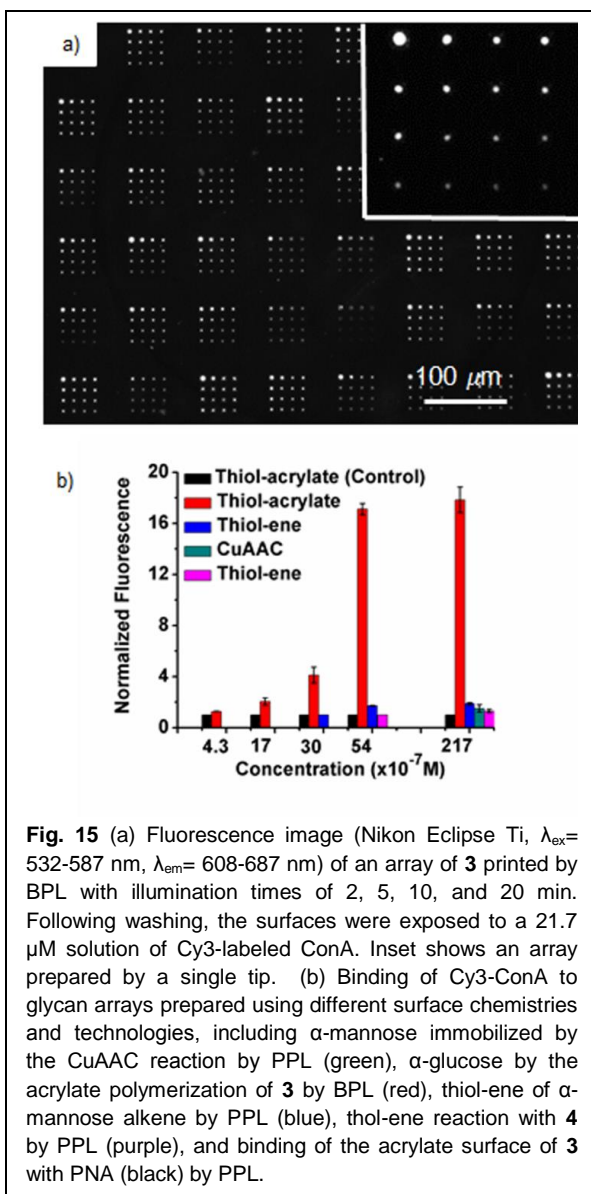 a)
100 μm
b)
Normalized Fluorescence
20
16
12
8
4
0
Thiol-acrylate (Control)
Thiol-acrylate
Thiol-ene
CuAAC
Thiol-ene
4.3 17 30 54 217
Concentration (x10⁻⁷M)
Fig. 15 (a) Fluorescence image (Nikon Eclipse Ti, λex=
532-587 nm, λem= 608-687 nm) of an array of 3 printed by
BPL with illumination times of 2, 5, 10, and 20 min.
Following washing, the surfaces were exposed to a 21.7
μM solution of Cy3-labeled ConA. Inset shows an array
prepared by a single tip. (b) Binding of Cy3-ConA to
glycan arrays prepared using different surface chemistries
and technologies, including α-mannose immobilized by
the CuAAC reaction by PPL (green), α-glucose by the
acrylate polymerization of 3 by BPL (red), thiol-ene of α-
mannose alkene by PPL (blue), thol-ene reaction with 4
by PPL (purple), and binding of the acrylate surface of 3
with PNA (black) by PPL.